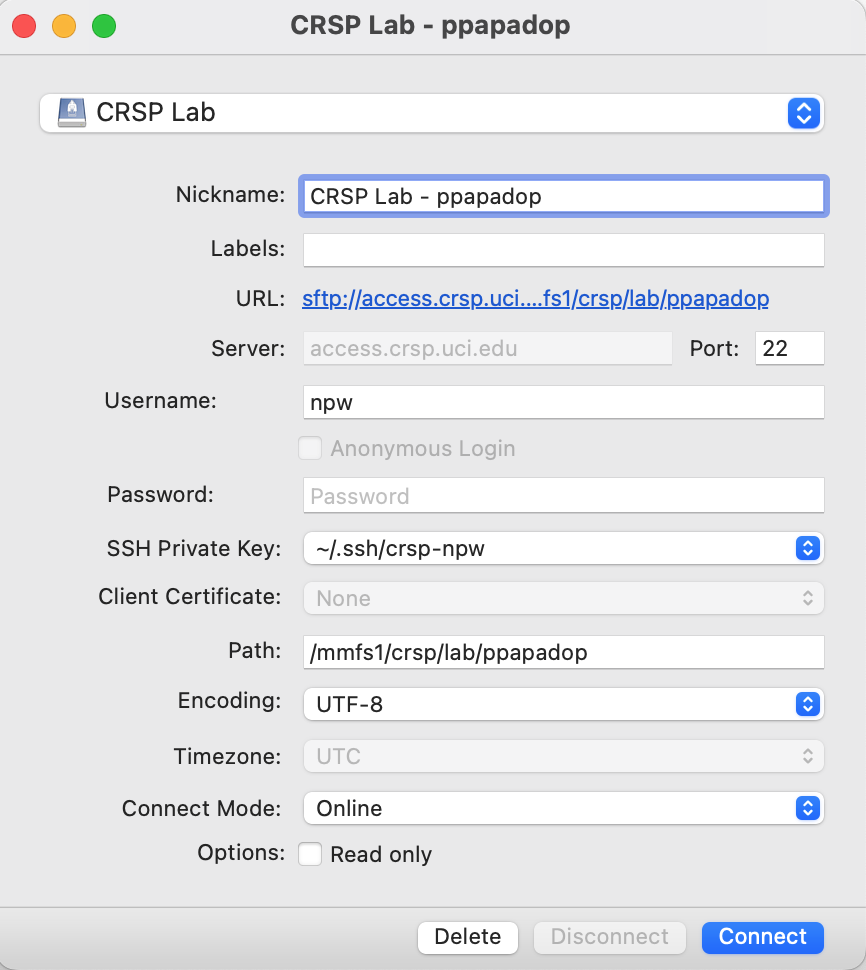 CRSP Lab - ppapadop
CRSP Lab
Nickname: CRSP Lab - ppapadop
Labels:
URL: sftp://access.crsp.uci....fs1/crsp/lab/ppapadop
Server: access.crsp.uci.edu Port: 22
Username: npw
Anonymous Login
Password: Password
SSH Private Key: ~/.ssh/crsp-npw
Client Certificate: None
Path: /mmfs1/crsp/lab/ppapadop
Encoding: UTF-8
Timezone: UTC
Connect Mode: Online
Options: Read only
Delete Disconnect Connect